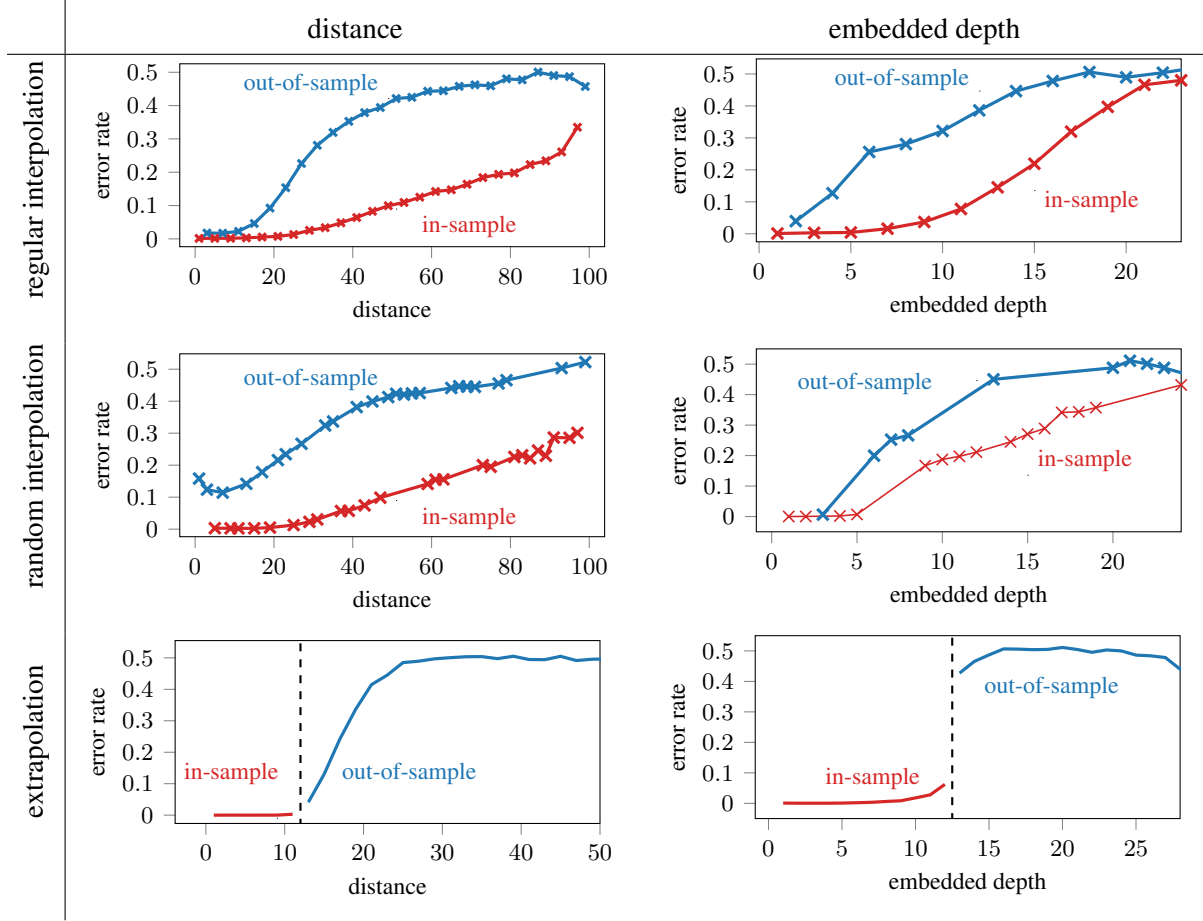 distance
embedded depth
regular interpolation
error rate
0.5
0.4
0.3
0.2
0.1
0
out-of-sample
in-sample
0 20 40 60 80 100
distance
error rate
0.5
0.4
0.3
0.2
0.1
0
out-of-sample
in-sample
0 5 10 15 20
embedded depth
random interpolation
error rate
0.5
0.4
0.3
0.2
0.1
0
out-of-sample
in-sample
0 20 40 60 80 100
distance
error rate
0.5
0.4
0.3
0.2
0.1
0
out-of-sample
in-sample
0 5 10 15 20
embedded depth
extrapolation
error rate
0.5
0.4
0.3
0.2
0.1
0
in-sample
out-of-sample
0 10 20 30 40 50
distance
error rate
0.5
0.4
0.3
0.2
0.1
0
out-of-sample
in-sample
0 5 10 15 20 25
embedded depth